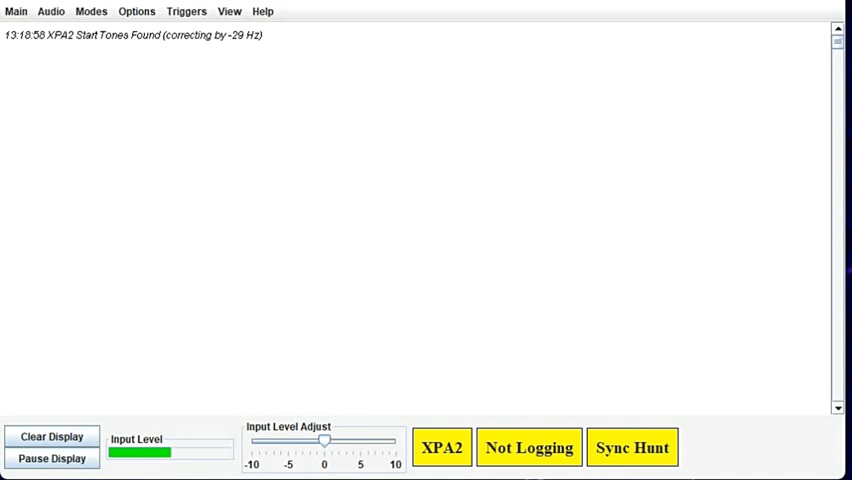 Main Audio Modes Options Triggers View Help
13:18:58 XPA2 Start Tones Found (correcting by -29 Hz)
Clear Display
Pause Display
Input Level
Input Level Adjust
-10 -5 0 5 10
XPA2
Not Logging
Sync Hunt